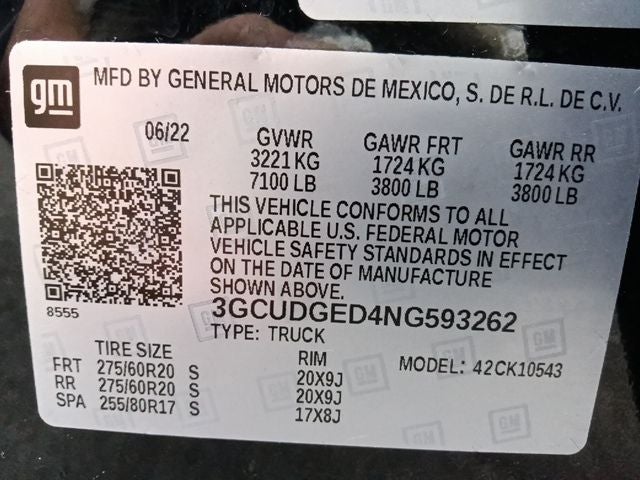 gm
MFD BY GENERAL MOTORS DE MEXICO, S. DE R.L. DE C.V.
06/22 GVWR GAWR FRT GAWR RR
3221 KG 1724 KG 1724 KG
7100 LB 3800 LB 3800 LB
THIS VEHICLE CONFORMS TO ALL
APPLICABLE U.S. FEDERAL MOTOR
VEHICLE SAFETY STANDARDS IN EFFECT
ON THE DATE OF MANUFACTURE
SHOWN ABOVE.
8555
3GCUDGED4NG593262
TYPE: TRUCK
TIRE SIZE RIM MODEL: 42CK10543
FRT 275/60R20 S 20X9J
RR 275/60R20 S 20X9J
SPA 255/80R17 S 17X8J